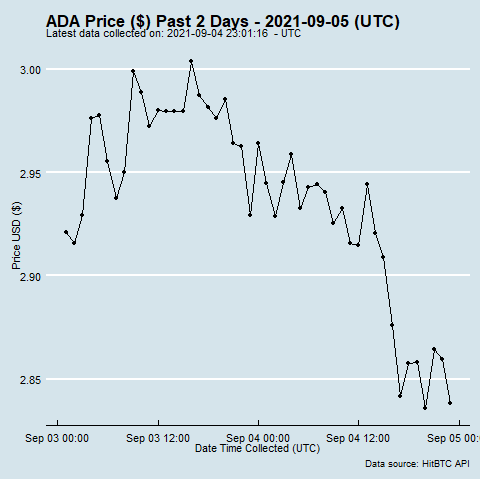 ADA Price ($) Past 2 Days - 2021-09-05 (UTC)
Latest data collected on: 2021-09-04 23:01:16 - UTC
3.00
2.95
2.90
2.85
Price USD ($)
Sep 03 00:00 Sep 03 12:00 Sep 04 00:00 Sep 04 12:00 Sep 05 00:
Date Time Collected (UTC)
Data source: HitBTC API